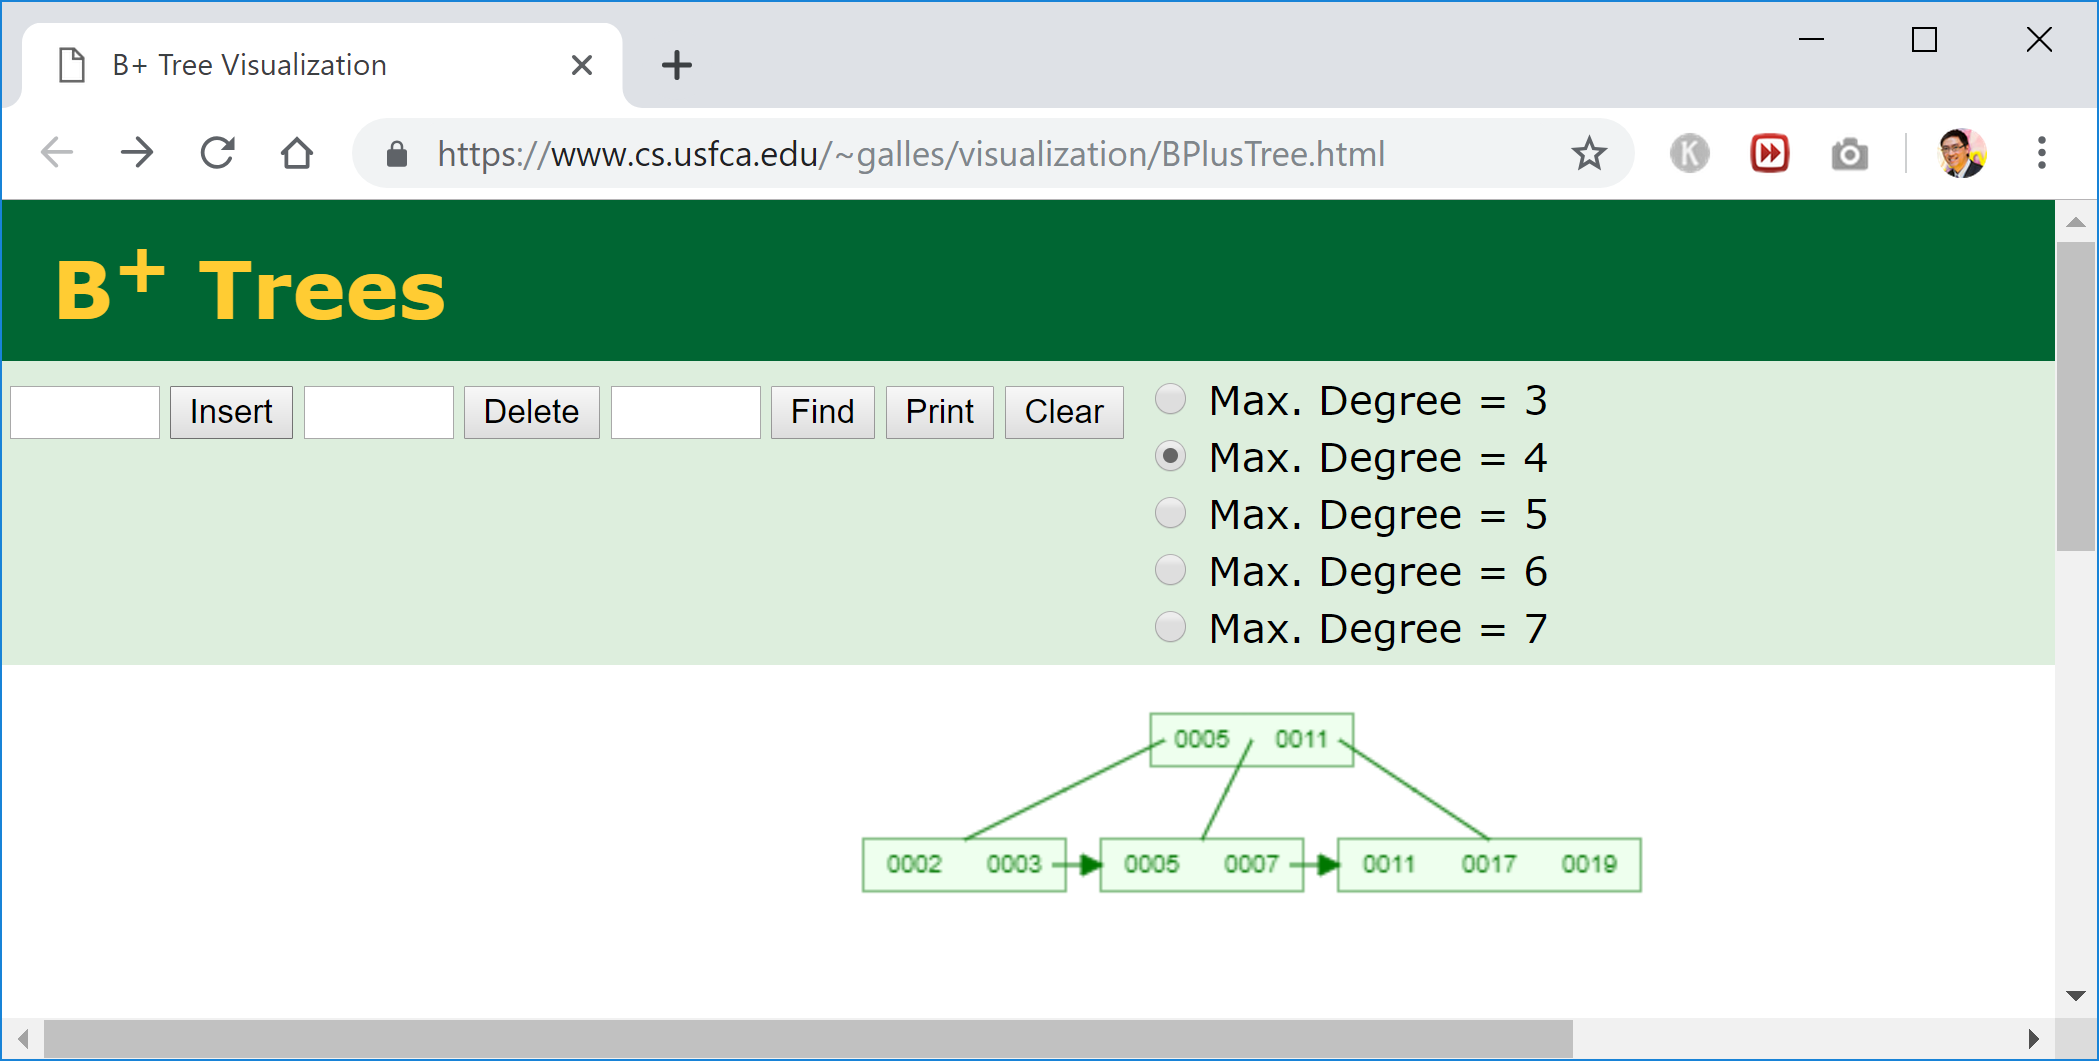 B+ Tree Visualization
https://www.cs.usfca.edu/~galles/visualization/BPlusTree.html
K
B+ Trees
Insert Delete Find Print Clear
Max. Degree = 3
Max. Degree = 4
Max. Degree = 5
Max. Degree = 6
Max. Degree = 7
0005 0011
0002 0003 0005 0007 0011 0017 0019